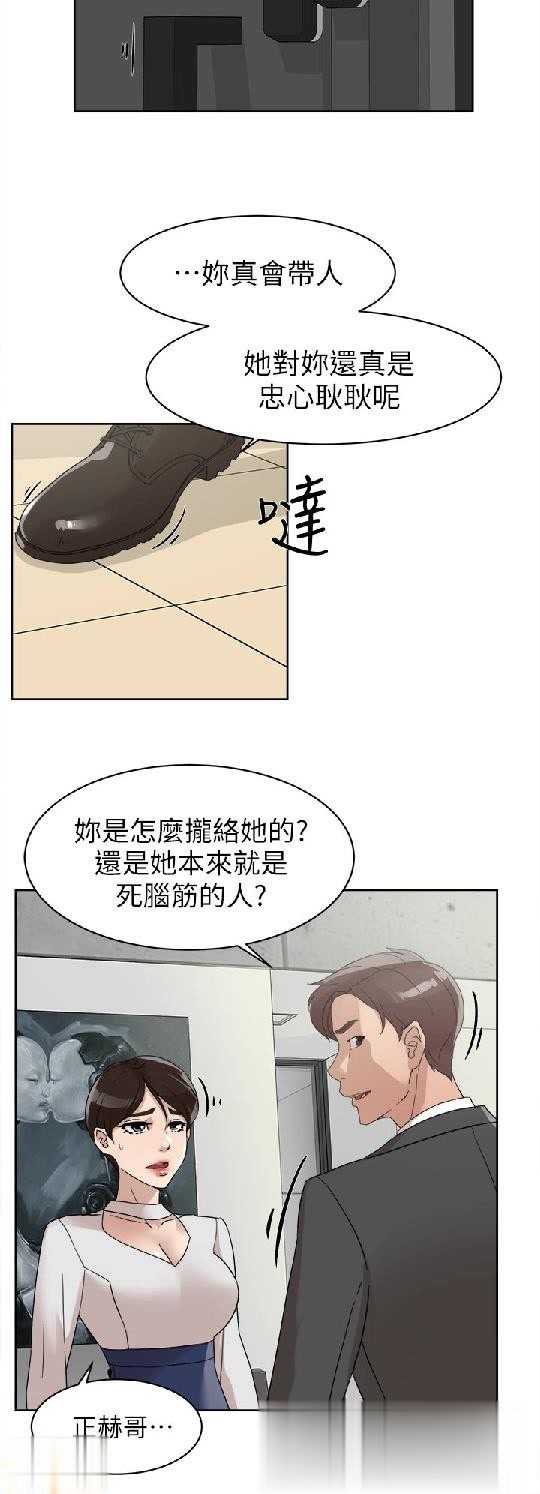 …妳真會帶人
她對妳還真是
忠心耿耿呢
噠
妳是怎麼攏絡她的?
還是她本來就是
死腦筋的人?
正赫哥…